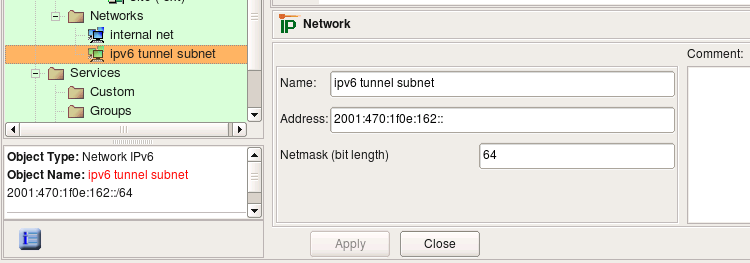 Networks
internal net
ipv6 tunnel subnet
Services
Custom
Groups
Object Type: Network IPv6
Object Name: ipv6 tunnel subnet
2001:470:1f0e:162::/64
IP Network
Comment:
Name: ipv6 tunnel subnet
Address: 2001:470:1f0e:162::
Netmask (bit length) 64
Apply Close